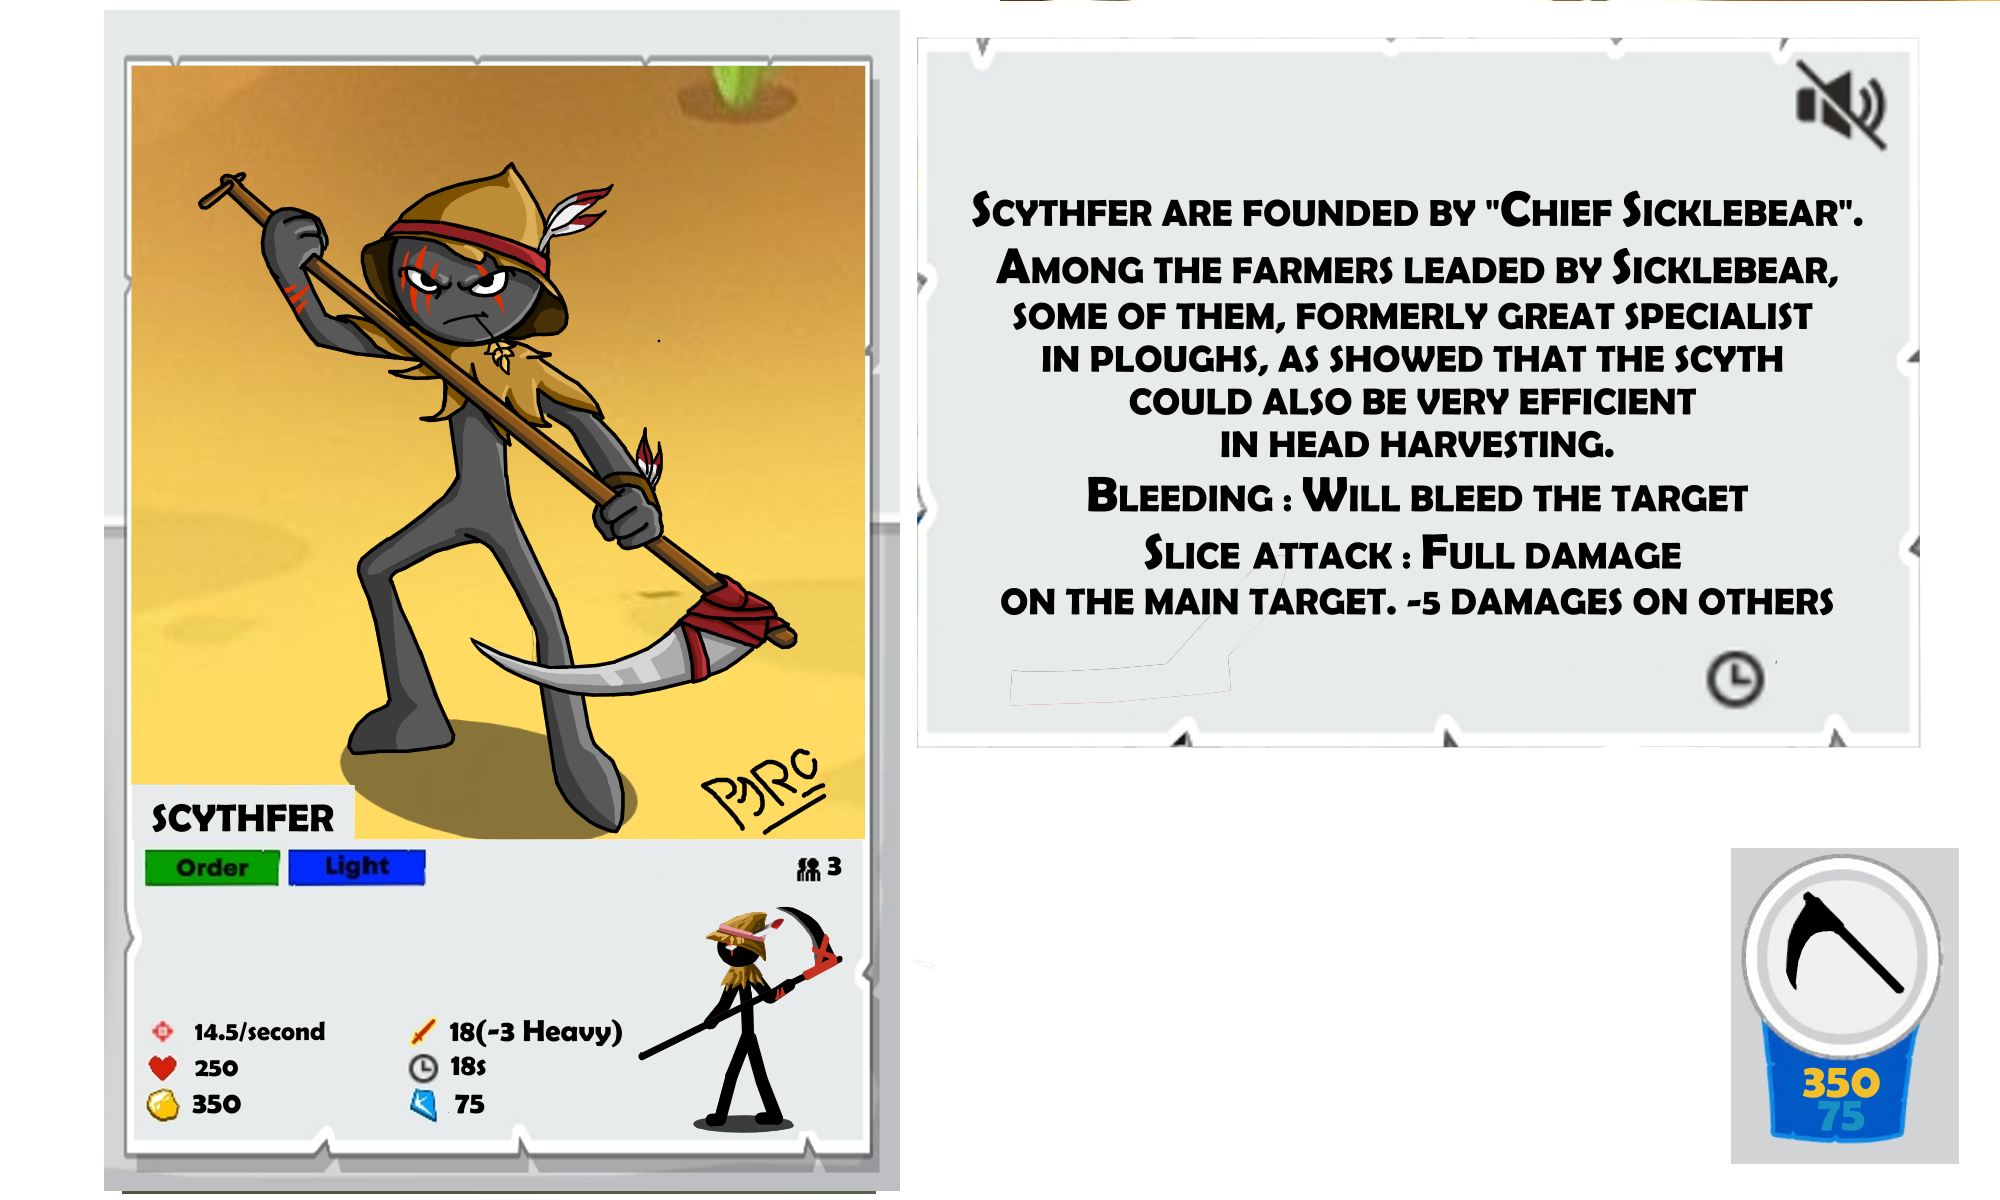 SCYTHFER ARE FOUNDED BY "CHIEF SICKLEBEAR".
AMONG THE FARMERS LEADED BY SICKLEBEAR,
SOME OF THEM, FORMERLY GREAT SPECIALIST
IN PLOUGHS, AS SHOWED THAT THE SCYTH
COULD ALSO BE VERY EFFICIENT
IN HEAD HARVESTING.
BLEEDING : WILL BLEED THE TARGET
SLICE ATTACK : FULL DAMAGE
ON THE MAIN TARGET. -5 DAMAGES ON OTHERS
PYRO
SCYTHFER
Order Light 3
14.5/second 18(-3 Heavy)
250 18s
350 75
350
75